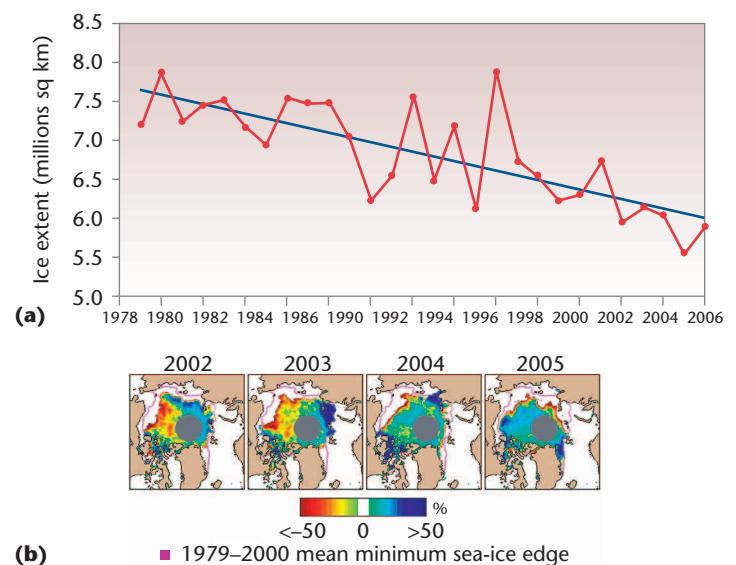 8.5
8.0
7.5
7.0
6.5
6.0
5.5
5.0
Ice extent (millions sq km)
(a)
1978 1980 1982 1984 1986 1990 1992 1994 1996 1998 2000 2002 2004 2006
2002 2003 2004 2005
%
<–50 0 >50
(b)
1979–2000 mean minimum sea-ice edge